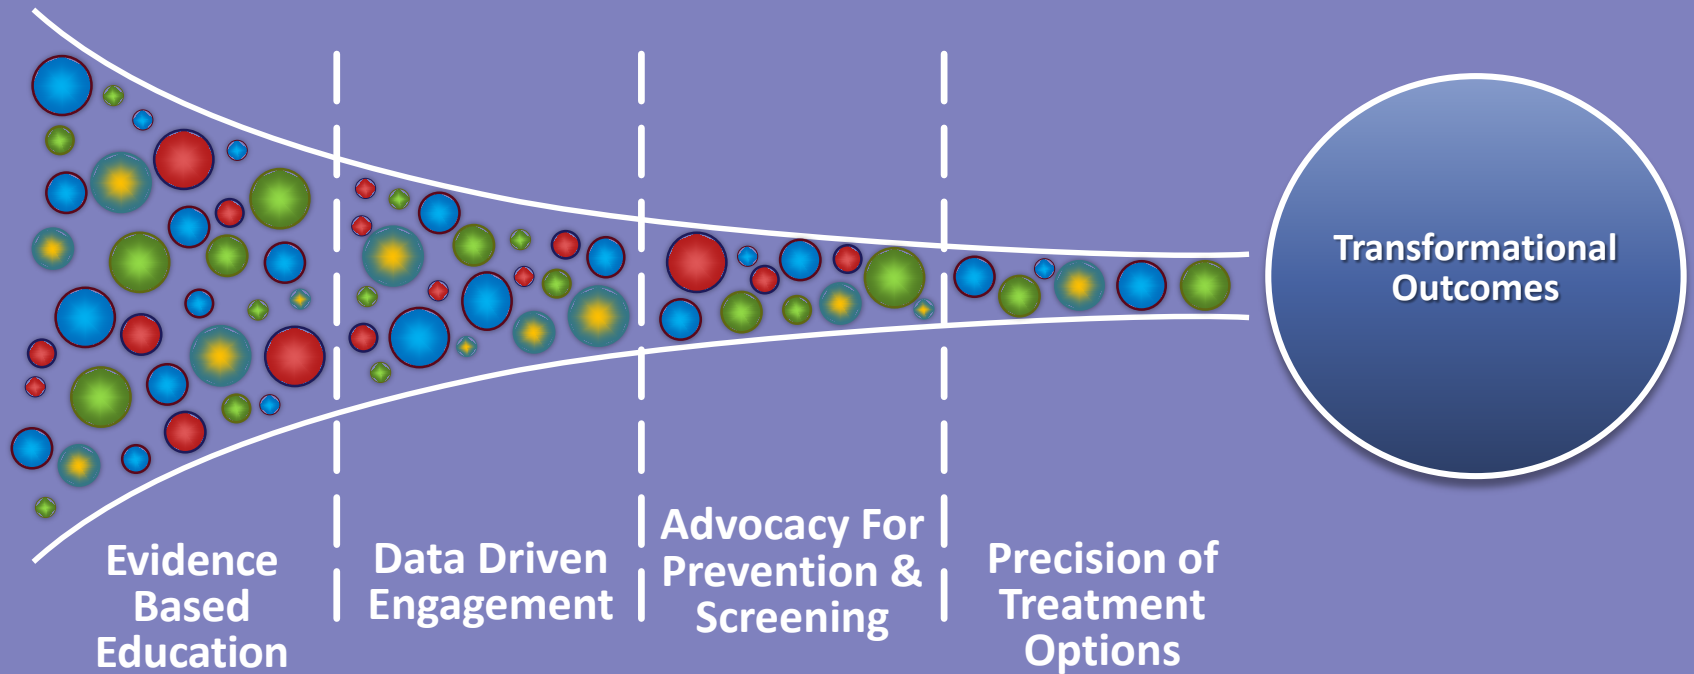 Evidence
Based
Education
Data Driven
Engagement
Advocacy For
Prevention &
Screening
Precision of
Treatment
Options
Transformational
Outcomes